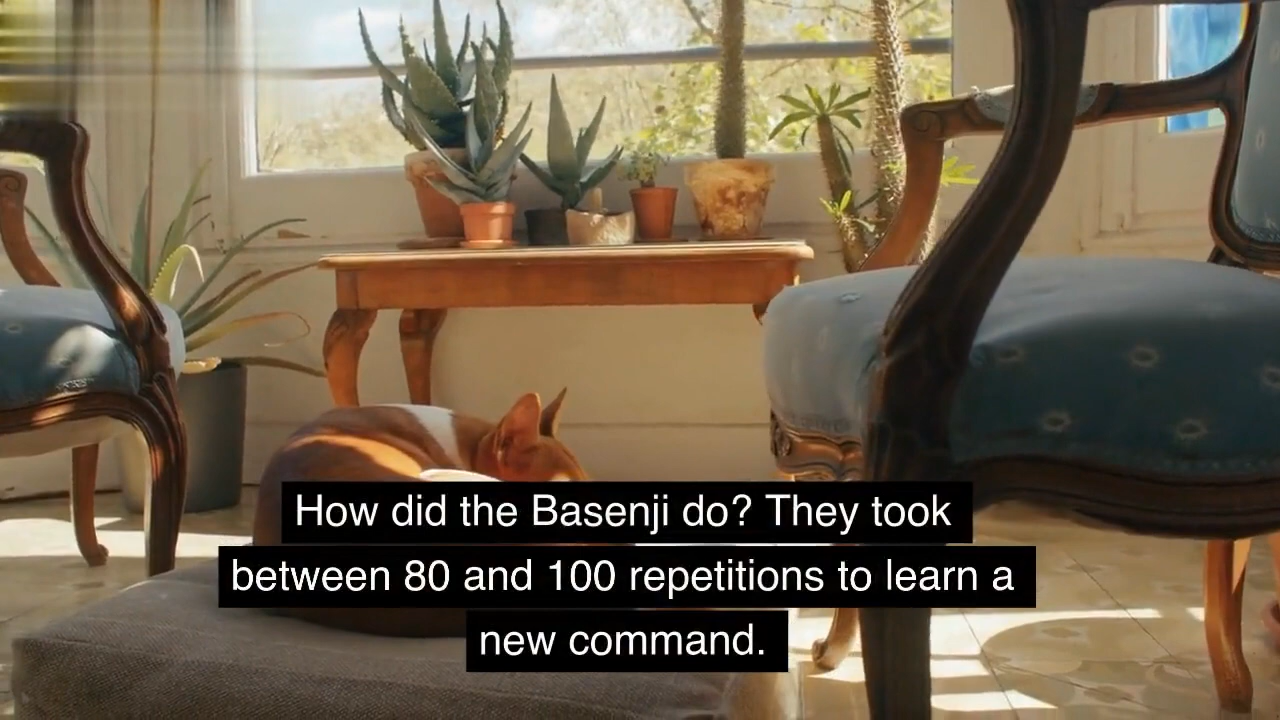 How did the Basenji do? They took
between 80 and 100 repetitions to learn a
new command.